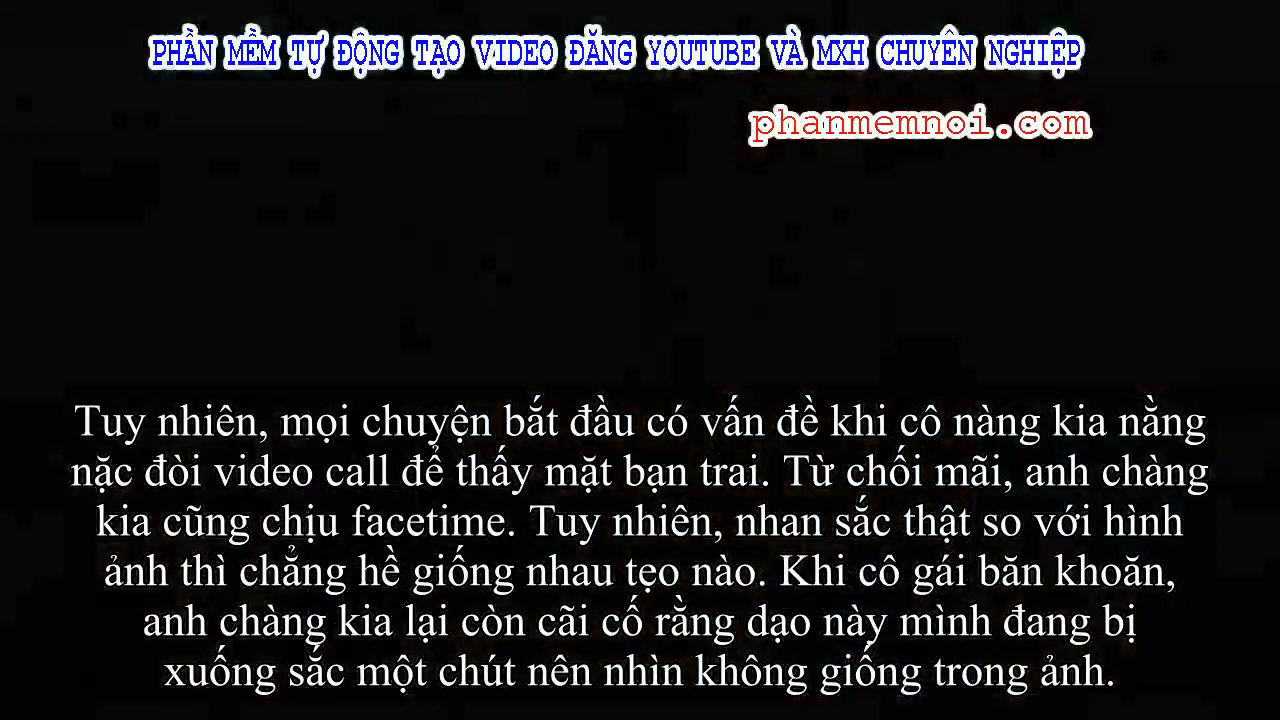 PHẦN MỀM TỰ ĐỘNG TẠO VIDEO ĐĂNG YOUTUBE VÀ MXH CHUYÊN NGHIỆP
phanmemnoi.com
Tuy nhiên, mọi chuyện bắt đầu có vấn đề khi cô nàng kia nằng
nặc đòi video call để thấy mặt bạn trai. Từ chối mãi, anh chàng
kia cũng chịu facetime. Tuy nhiên, nhan sắc thật so với hình
ảnh thì chẳng hề giống nhau tẹo nào. Khi cô gái băn khoăn,
anh chàng kia lại còn cãi cố rằng dạo này mình đang bị
xuống sắc một chút nên nhìn không giống trong ảnh.